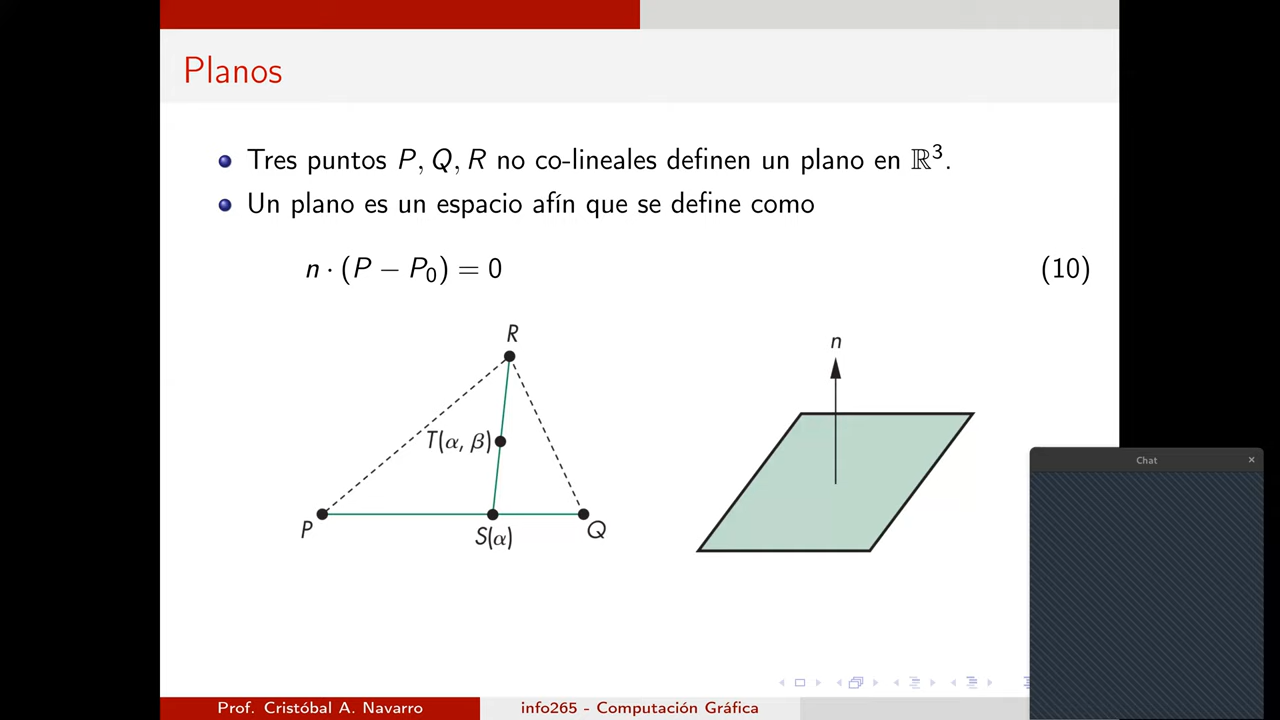 Planos
Tres puntos P, Q, R no co-lineales definen un plano en ℝ³.
Un plano es un espacio afín que se define como
n · (P − P₀) = 0 (10)
R
n
T(α, β)
P
S(α)
Q
Chat
Prof. Cristóbal A. Navarro
info265 - Computación Gráfica